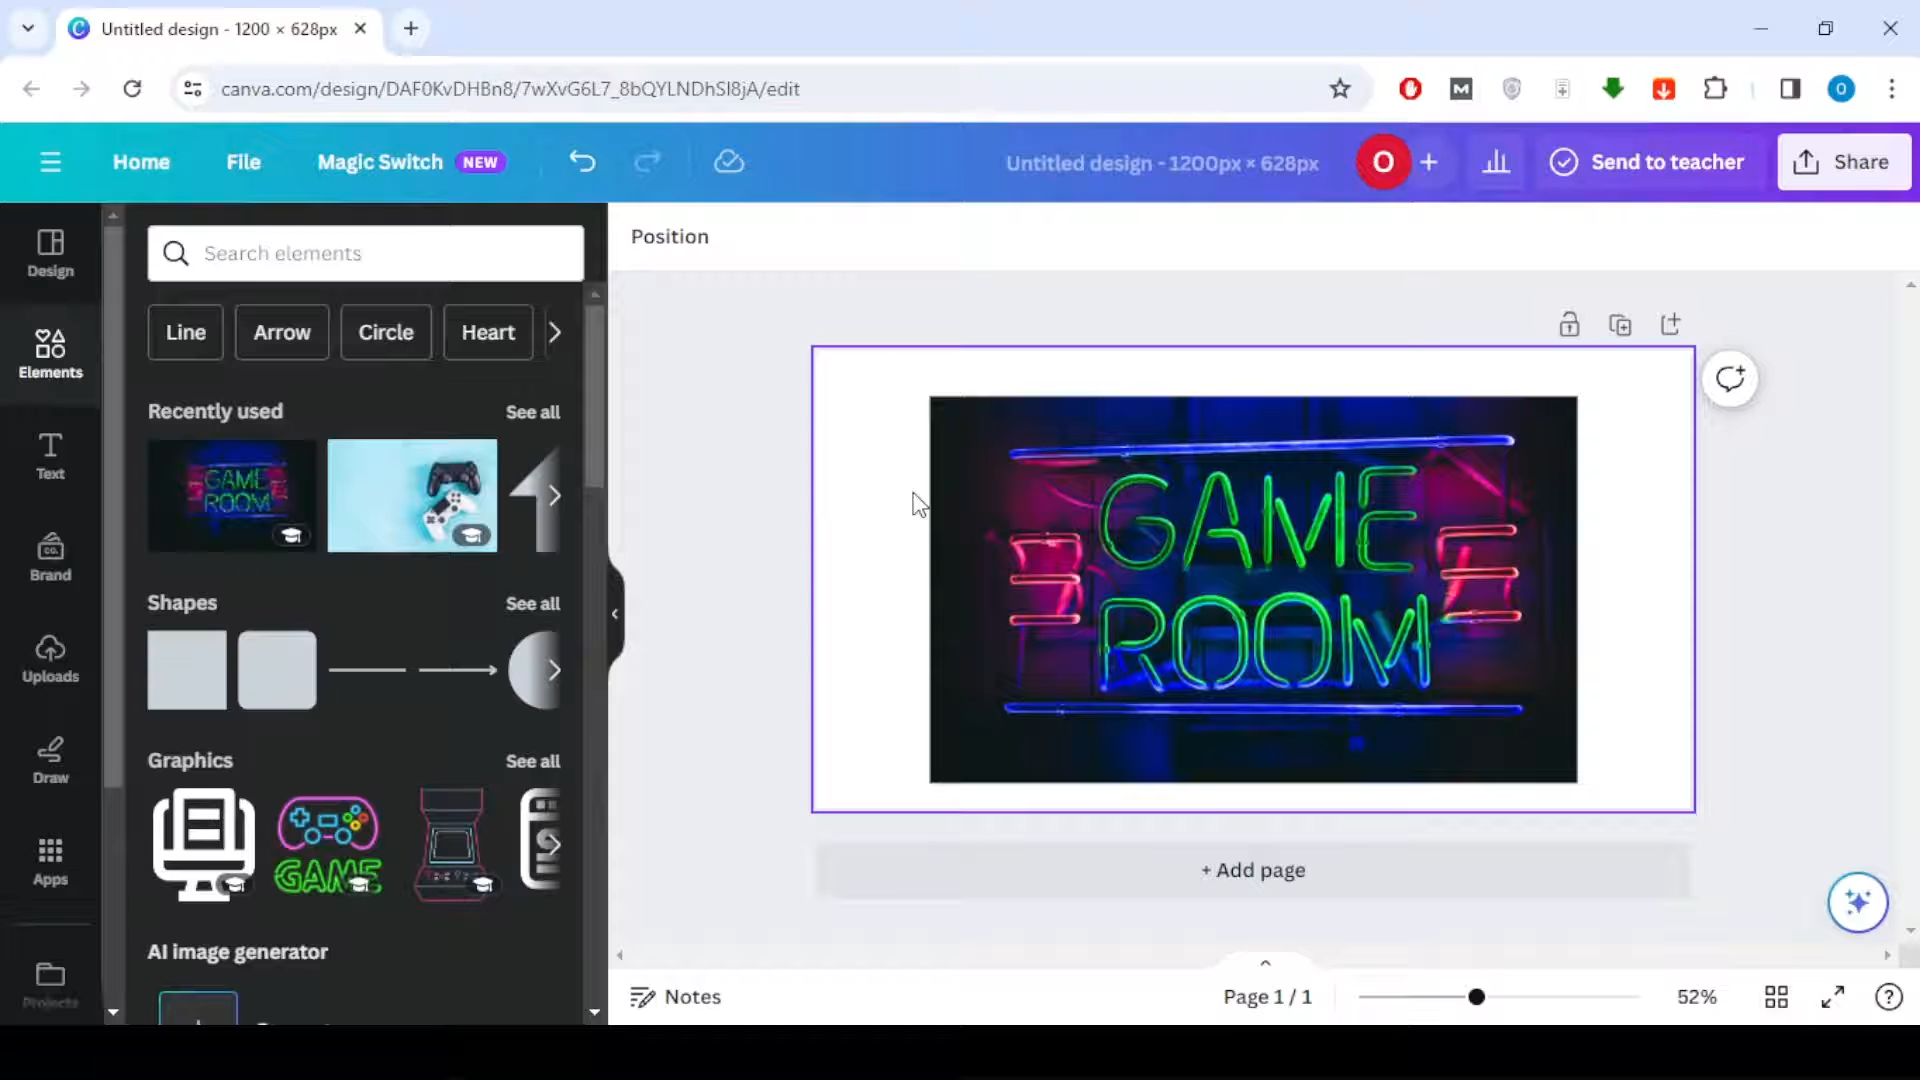 Untitled design - 1200 × 628px
canva.com/design/DAF0KvDHBn8/7wXvG6L7_8bQYLNDhSl8jA/edit
Home File Magic Switch NEW Untitled design - 1200px × 628px O Send to teacher Share
Design
Elements
Text
Brand
CO.
Uploads
Draw
Apps
Projects
Search elements
Line Arrow Circle Heart
Recently used See all
GAME
ROOM
Shapes See all
Graphics See all
GAME
AI image generator
Position
GAME
ROOM
+ Add page
Notes Page 1 / 1 52%